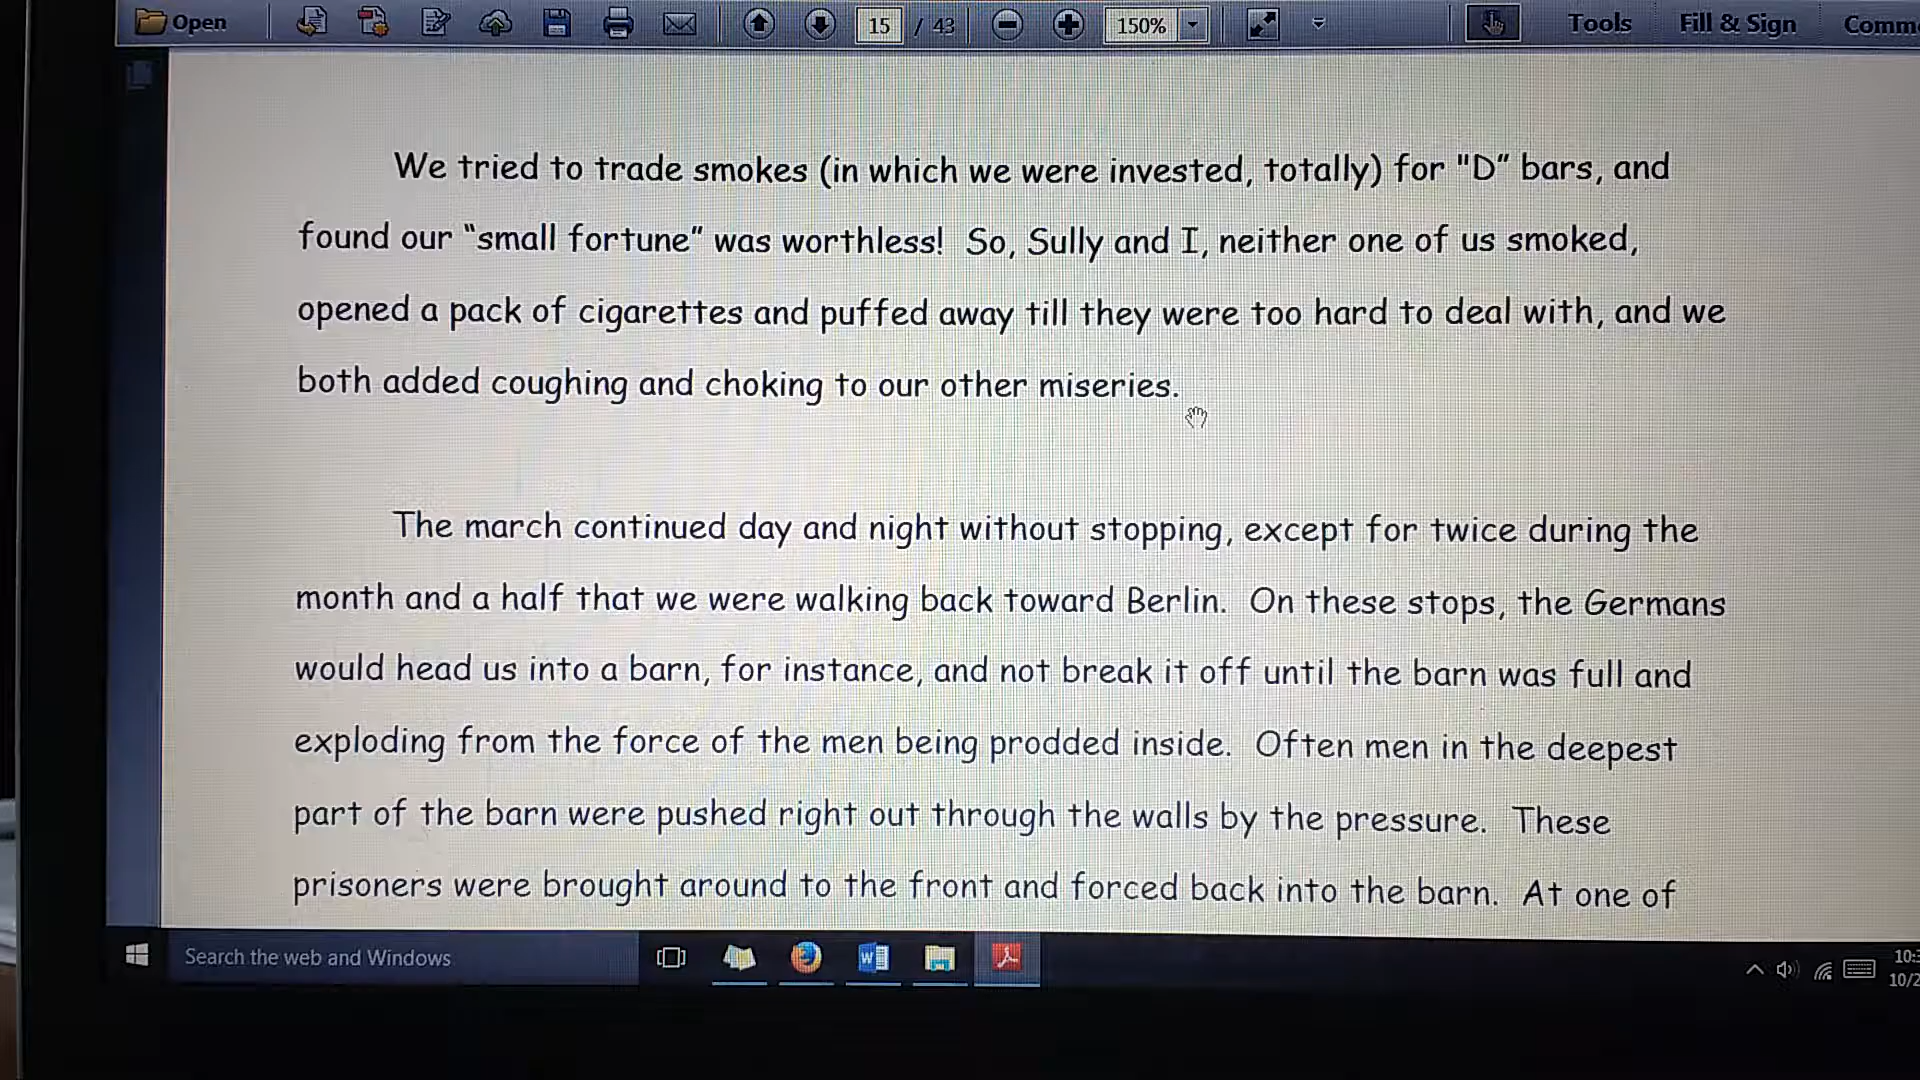 Open 15 / 43 150% Tools Fill & Sign
We tried to trade smokes (in which we were invested, totally) for "D" bars, and
found our "small fortune" was worthless!  So, Sully and I, neither one of us smoked,
opened a pack of cigarettes and puffed away till they were too hard to deal with, and we
both added coughing and choking to our other miseries.
The march continued day and night without stopping, except for twice during the
month and a half that we were walking back toward Berlin.  On these stops, the Germans
would head us into a barn, for instance, and not break it off until the barn was full and
exploding from the force of the men being prodded inside.  Often men in the deepest
part of the barn were pushed right out through the walls by the pressure.  These
prisoners were brought around to the front and forced back into the barn.  At one of
Search the web and Windows